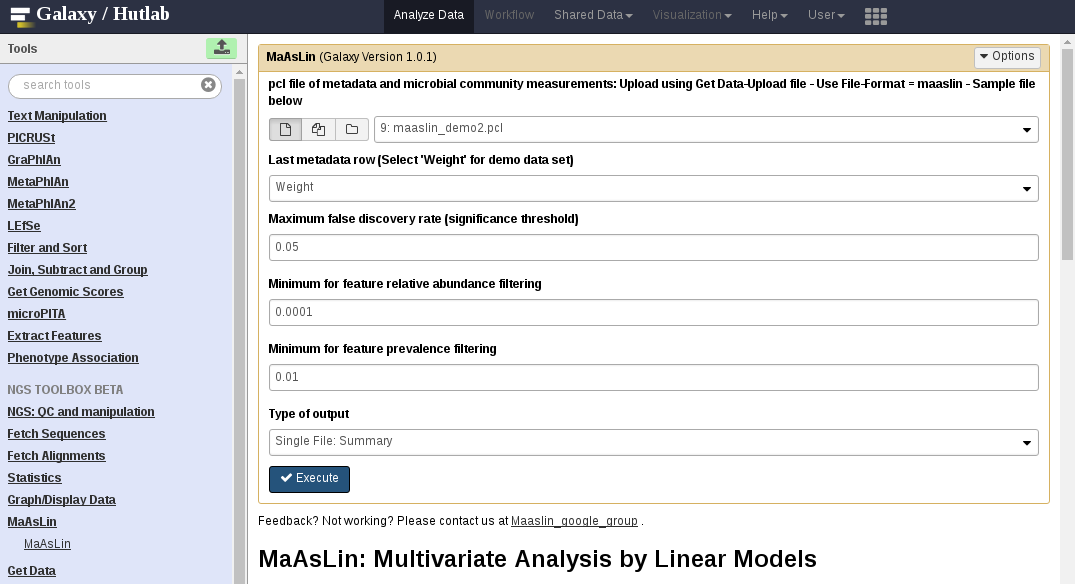 Galaxy / Hutlab
Analyze Data Workflow Shared Data Visualization Help User
Tools
search tools
Text Manipulation
PICRUSt
GraPhlAn
MetaPhlAn
MetaPhlAn2
LEfSe
Filter and Sort
Join, Subtract and Group
Get Genomic Scores
microPITA
Extract Features
Phenotype Association
NGS TOOLBOX BETA
NGS: QC and manipulation
Fetch Sequences
Fetch Alignments
Statistics
Graph/Display Data
MaAsLin
MaAsLin
Get Data
MaAsLin (Galaxy Version 1.0.1)
Options
pcl file of metadata and microbial community measurements: Upload using Get Data-Upload file - Use File-Format = maaslin - Sample file
below
9: maaslin_demo2.pcl
Last metadata row (Select 'Weight' for demo data set)
Weight
Maximum false discovery rate (significance threshold)
0.05
Minimum for feature relative abundance filtering
0.0001
Minimum for feature prevalence filtering
0.01
Type of output
Single File: Summary
Execute
Feedback? Not working? Please contact us at Maaslin_google_group .
MaAsLin: Multivariate Analysis by Linear Models